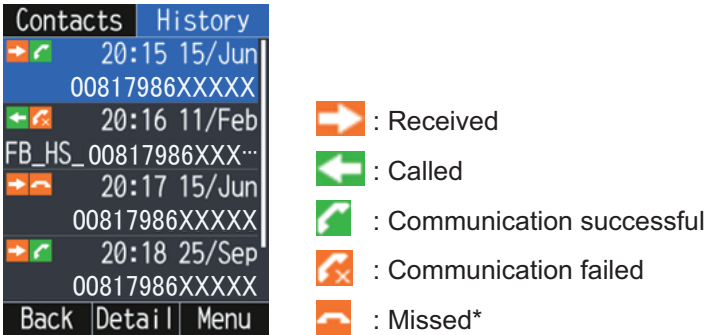 Contacts History
20:15 15/Jun
00817986XXXXX
20:16 11/Feb
FB_HS_00817986XXX…
20:17 15/Jun
00817986XXXXX
20:18 25/Sep
00817986XXXXX
Back Detail Menu
: Received
: Called
: Communication successful
: Communication failed
: Missed*